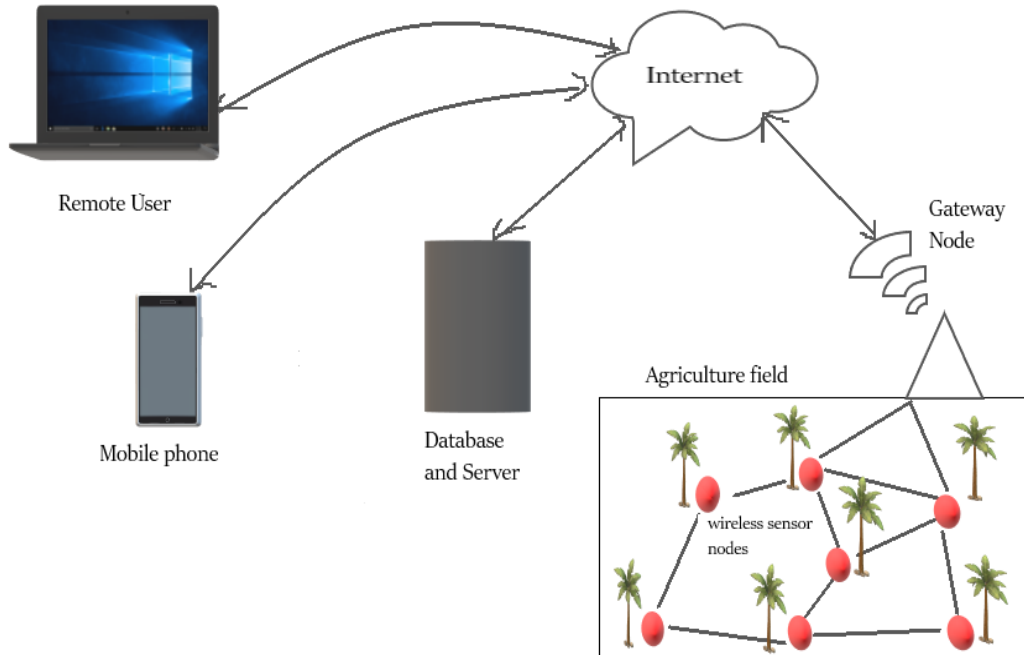 Internet
Remote User
Gateway
Node
Agriculture field
Mobile phone
Database
and Server
wireless sensor
nodes